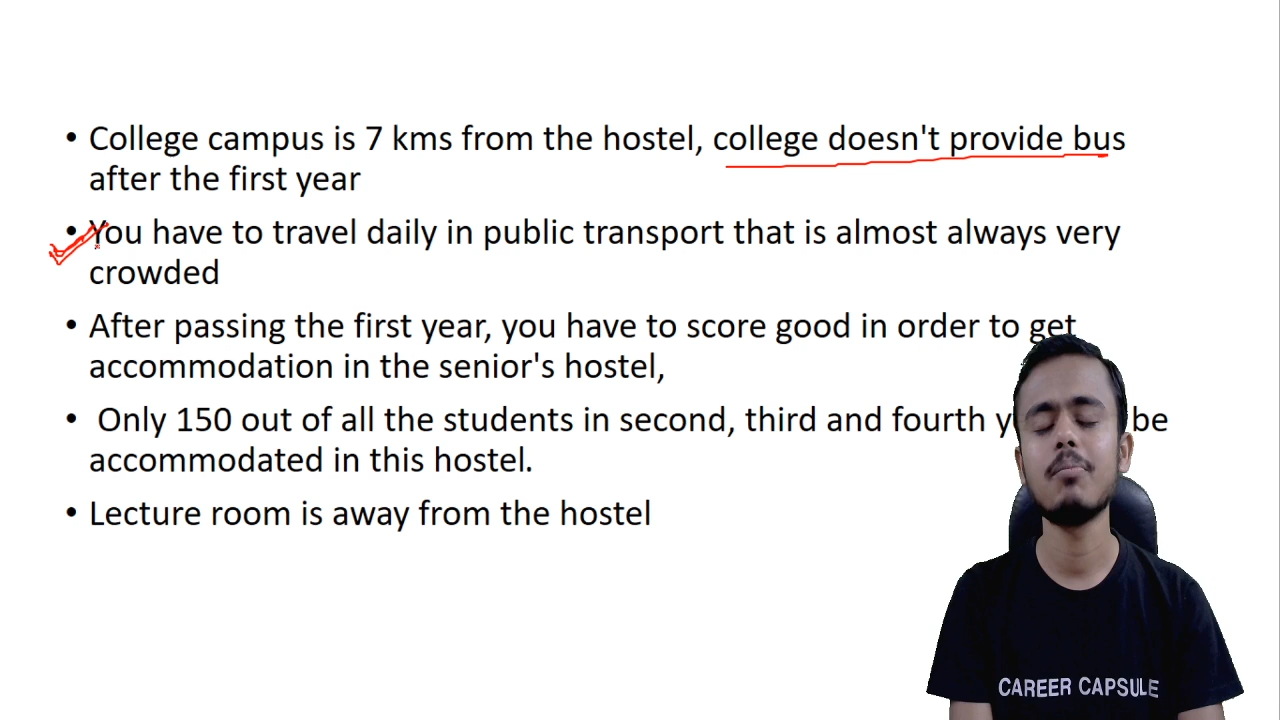 • College campus is 7 kms from the hostel, college doesn't provide bus
after the first year
• You have to travel daily in public transport that is almost always very
crowded
• After passing the first year, you have to score good in order to get
accommodation in the senior's hostel,
• Only 150 out of all the students in second, third and fourth be
accommodated in this hostel.
• Lecture room is away from the hostel
CAREER CAPSULE